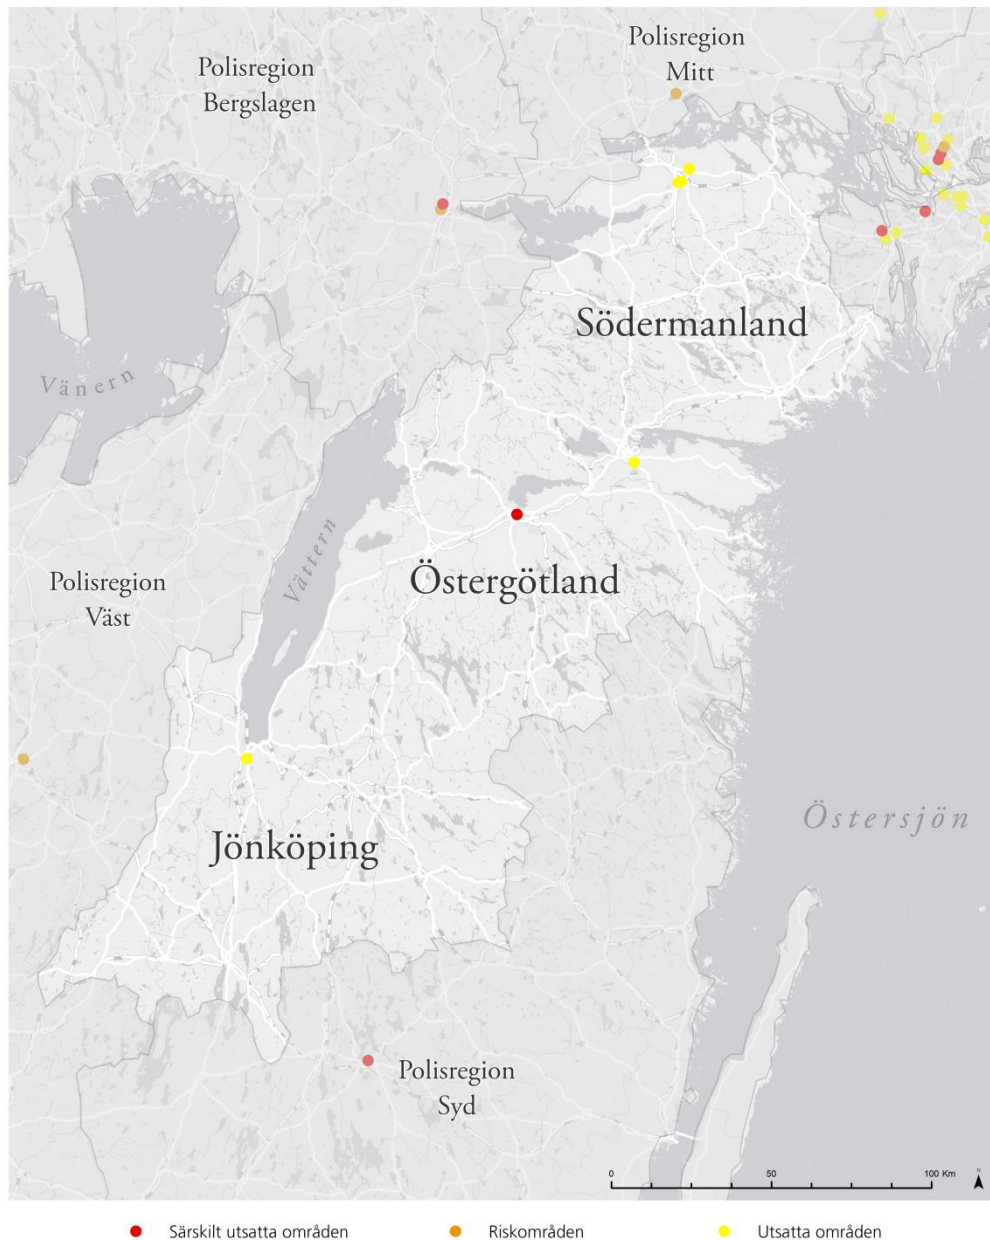 Polisregion
Mitt
Polisregion
Bergslagen
Södermanland
Vänern
Vättern
Östergötland
Polisregion
Väst
Östersjön
Jönköping
Polisregion
Syd
0 50 100 Km
N
Särskilt utsatta områden Riskområden Utsatta områden